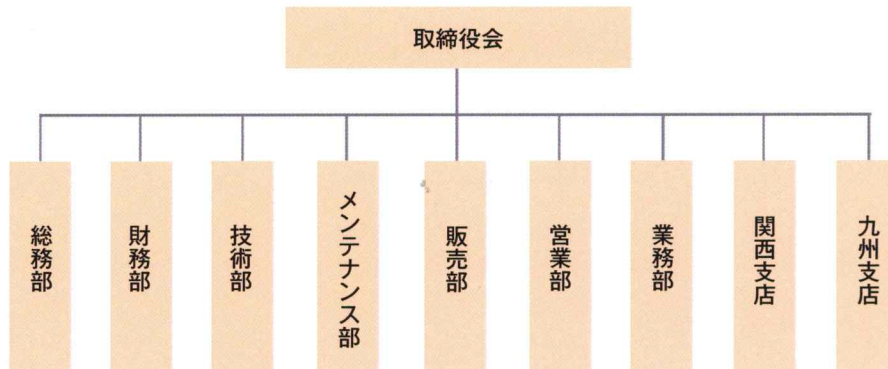 取締役会
総務部
財務部
技術部
メンテナンス部
販売部
営業部
業務部
関西支店
九州支店